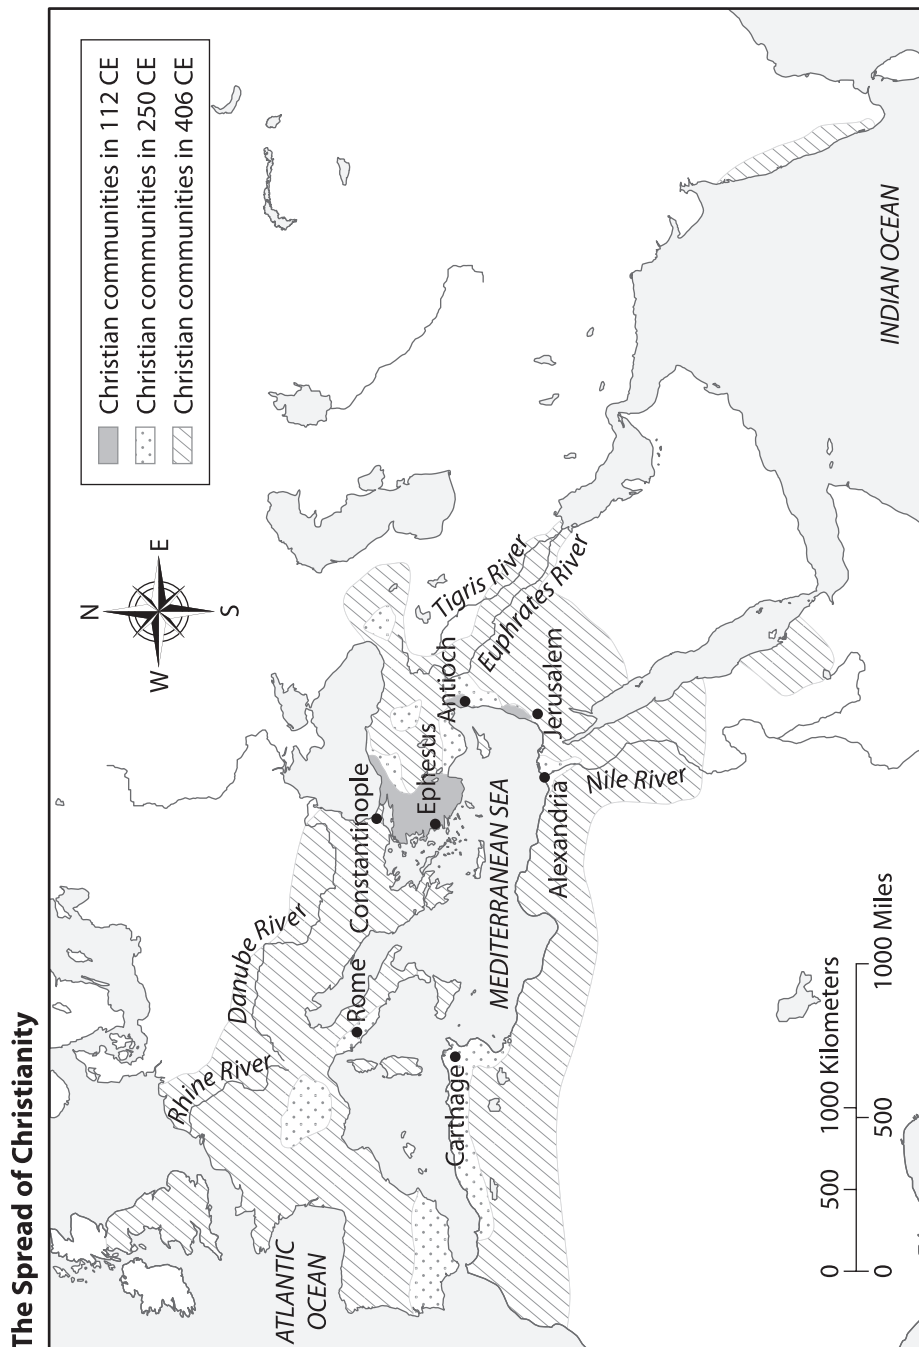 The Spread of Christianity
Christian communities in 112 CE
Christian communities in 250 CE
Christian communities in 406 CE
N
W
E
S
Rhine River
Danube River
ATLANTIC
OCEAN
Rome
Constantinople
Ephesus
Antioch
Tigris River
Euphrates River
Carthage
MEDITERRANEAN SEA
Jerusalem
Alexandria
Nile River
INDIAN OCEAN
0
500
1000 Kilometers
0
500
1000 Miles